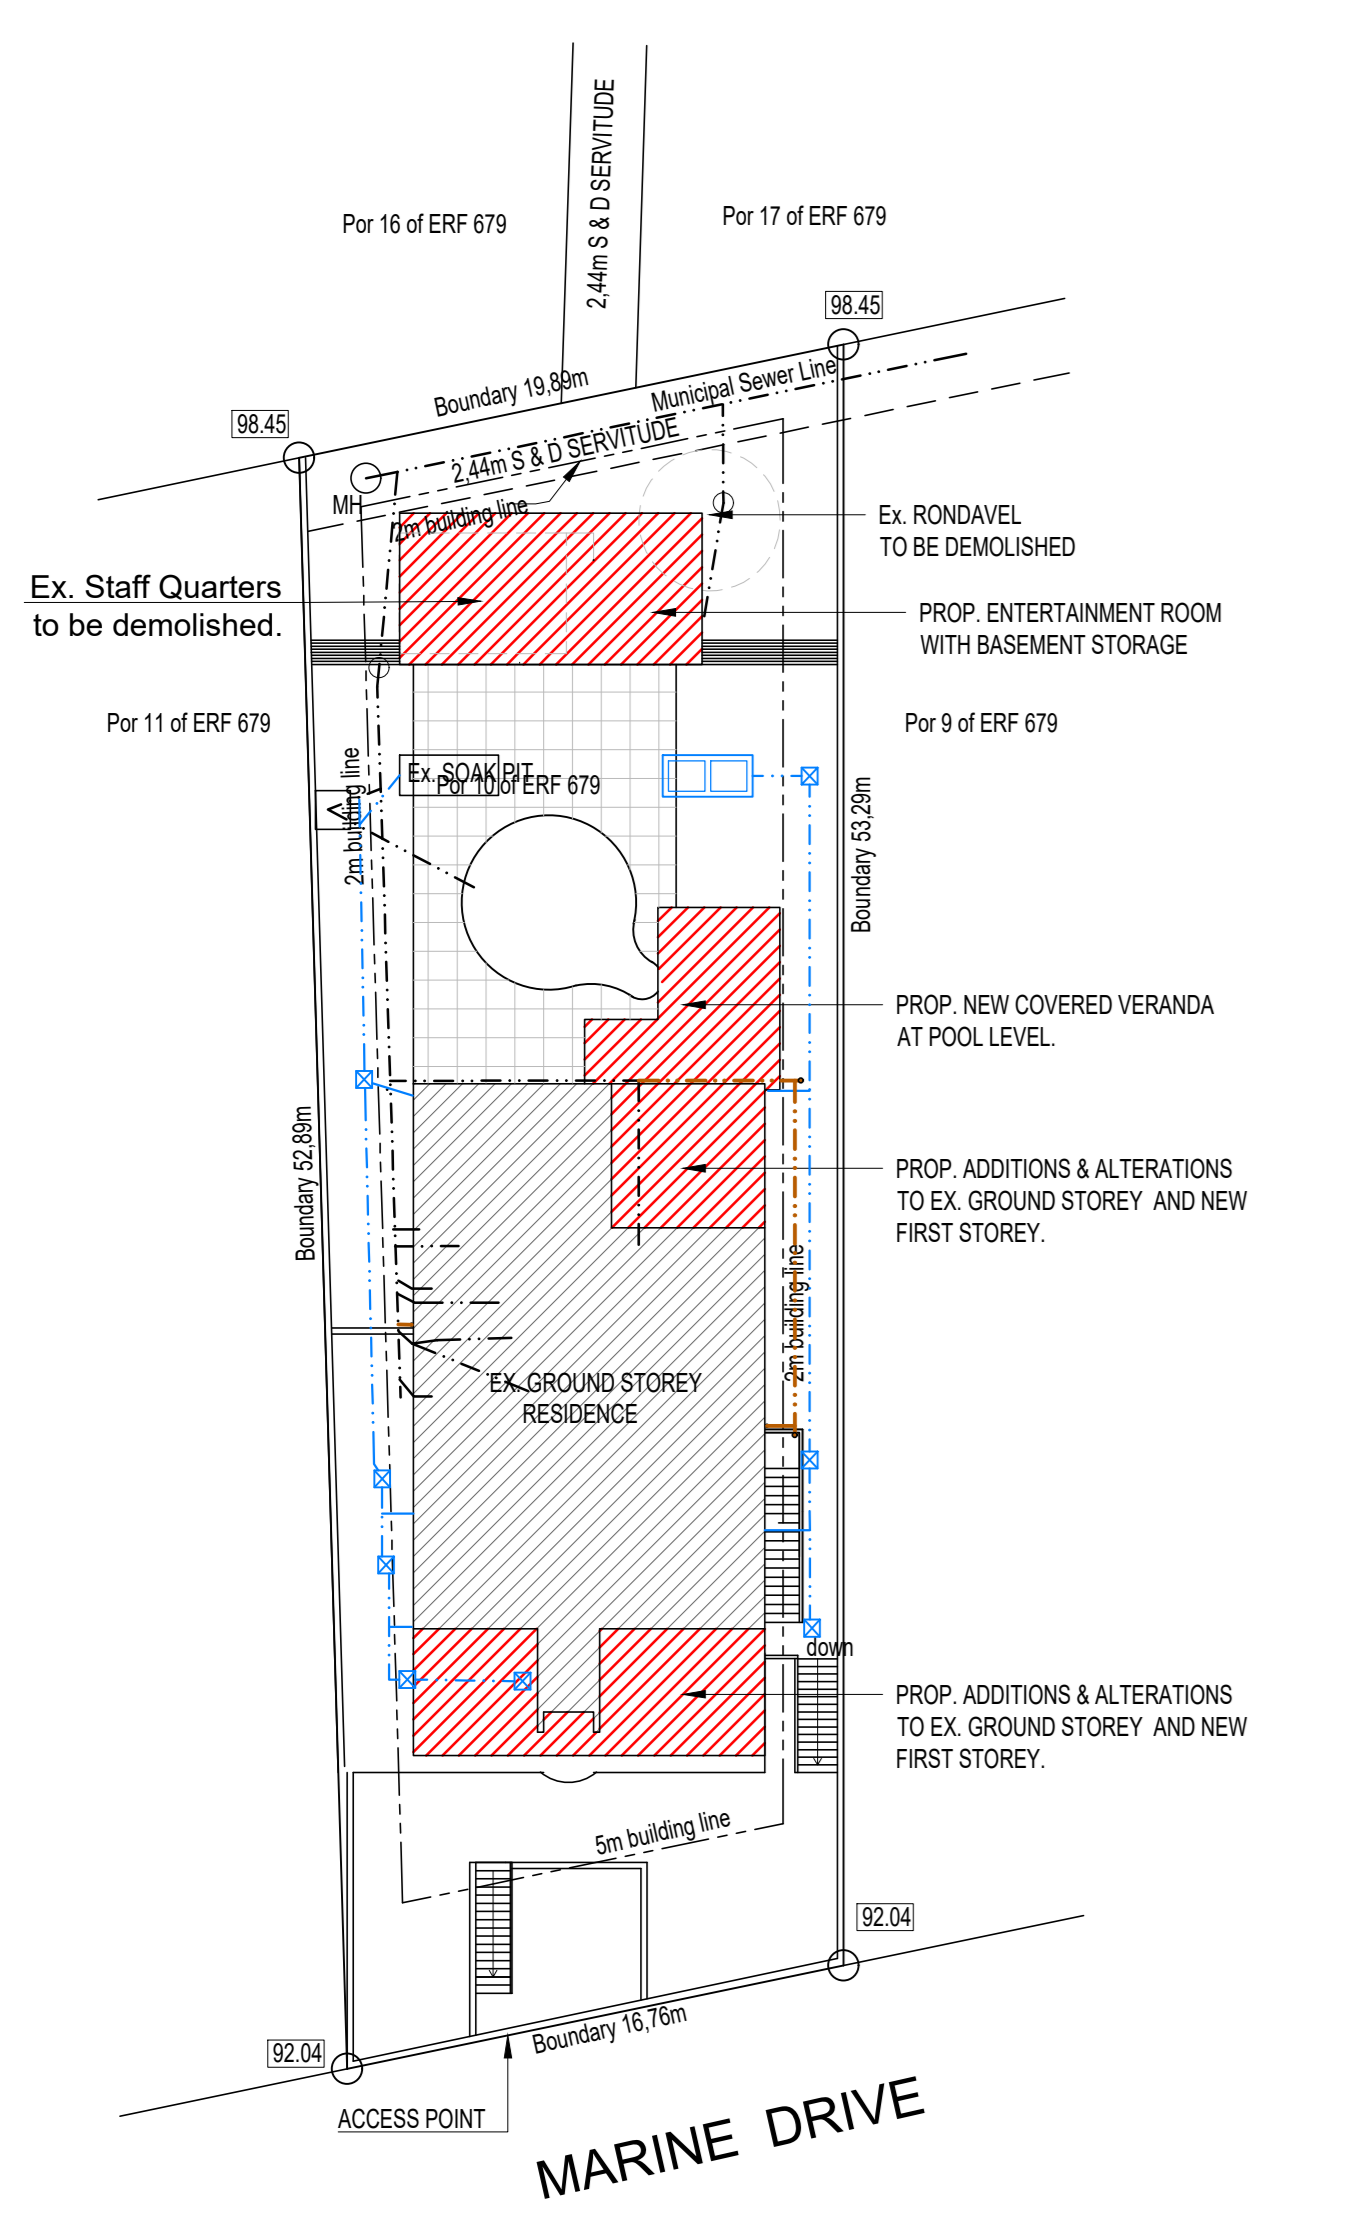 2,44m S & D SERVITUDE
Por 16 of ERF 679
Por 17 of ERF 679
98.45
98.45
Boundary 19,89m
Municipal Sewer Line
2,44m S & D SERVITUDE
MH
2m building line
Ex. RONDAVEL
TO BE DEMOLISHED
Ex. Staff Quarters
to be demolished.
PROP. ENTERTAINMENT ROOM
WITH BASEMENT STORAGE
Por 11 of ERF 679
Por 9 of ERF 679
Ex. SOAK PIT
Por 10 of ERF 679
2m building line
Boundary 53,29m
PROP. NEW COVERED VERANDA
AT POOL LEVEL.
Boundary 52,89m
PROP. ADDITIONS & ALTERATIONS
TO EX. GROUND STOREY AND NEW
FIRST STOREY.
2m building line
EX. GROUND STOREY
RESIDENCE
down
PROP. ADDITIONS & ALTERATIONS
TO EX. GROUND STOREY AND NEW
FIRST STOREY.
5m building line
92.04
Boundary 16,76m
92.04
ACCESS POINT
MARINE DRIVE